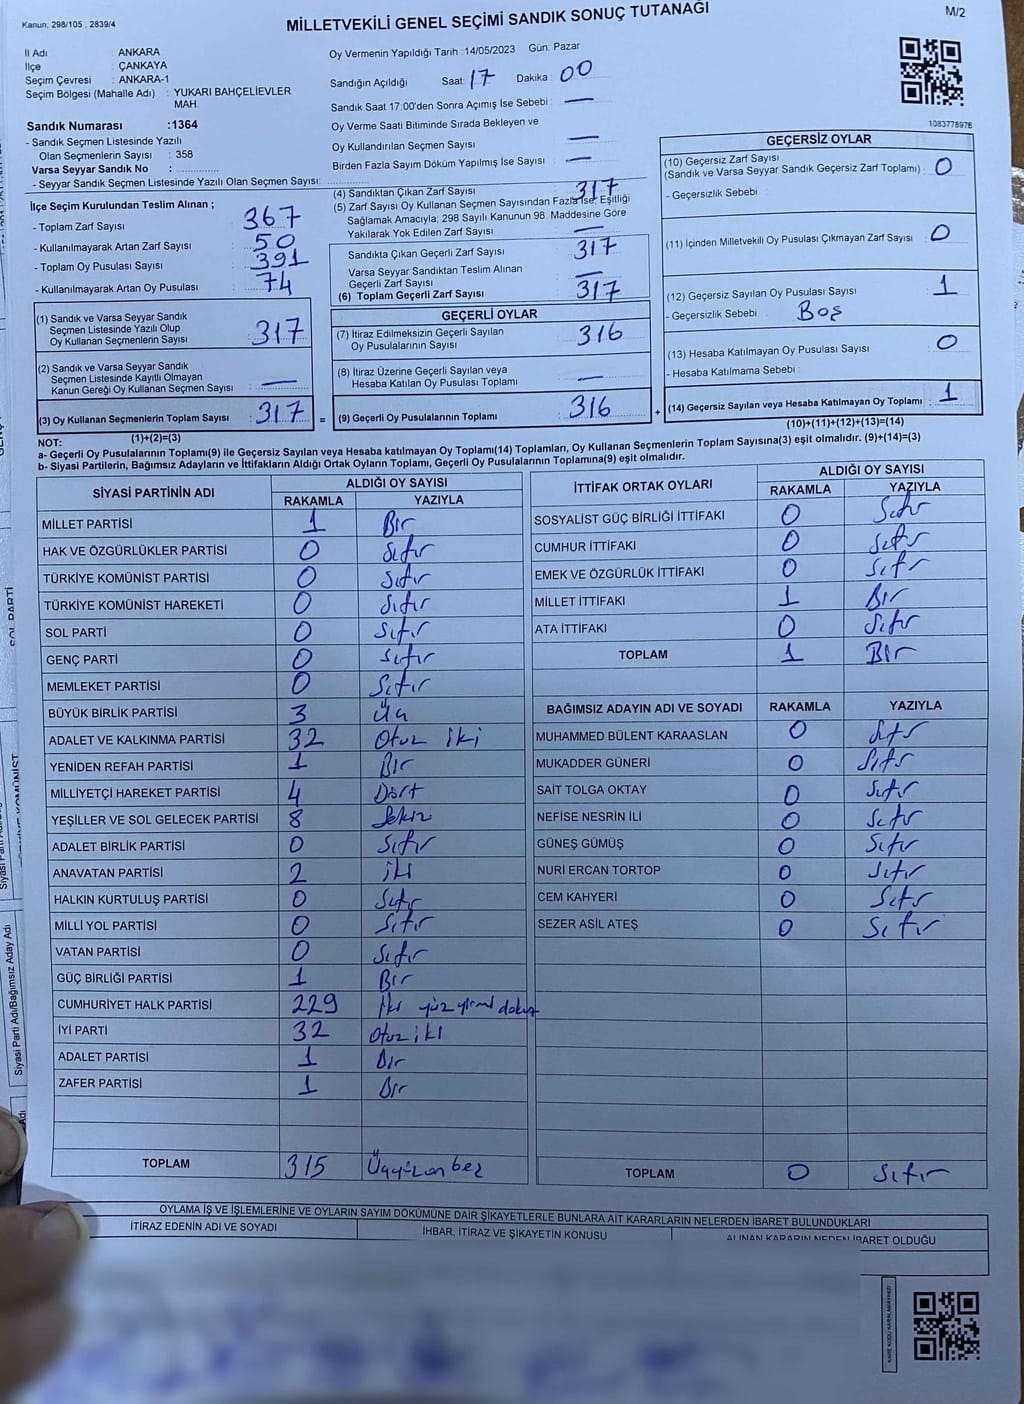 Kanun; 298/105 , 2839/4
MİLLETVEKİLİ GENEL SEÇİMİ SANDIK SONUÇ TUTANAĞI
M/2
İl Adı ANKARA
İlçe : ÇANKAYA
Seçim Çevresi : ANKARA-1
Seçim Bölgesi (Mahalle Adı) : YUKARI BAHÇELİEVLER
MAH.
Sandık Numarası :1364
- Sandık Seçmen Listesinde Yazılı
Olan Seçmenlerin Sayısı : 358
Varsa Seyyar Sandık No :
- Seyyar Sandık Seçmen Listesinde Yazılı Olan Seçmen Sayısı:
Oy Vermenin Yapıldığı Tarih :14/05/2023 Gün: Pazar
Sandığın Açıldığı Saat 17 Dakika 00
Sandık Saat 17:00'den Sonra Açımış İse Sebebi : —
Oy Verme Saati Bitiminde Sırada Bekleyen ve
Oy Kullandırılan Seçmen Sayısı —
Birden Fazla Sayım Döküm Yapılmış İse Sayısı : —
1083778976
İlçe Seçim Kurulundan Teslim Alınan ;
- Toplam Zarf Sayısı : 367
- Kullanılmayarak Artan Zarf Sayısı : 50
- Toplam Oy Pusulası Sayısı : 391
- Kullanılmayarak Artan Oy Pusulası : 74
(4) Sandıktan Çıkan Zarf Sayısı 317
(5) Zarf Sayısı Oy Kullanan Seçmen Sayısından Fazla İse, Eşitliği
Sağlamak Amacıyla; 298 Sayılı Kanunun 98. Maddesine Göre
Yakılarak Yok Edilen Zarf Sayısı : —
Sandıkta Çıkan Geçerli Zarf Sayısı : 317
Varsa Seyyar Sandıktan Teslim Alınan
Geçerli Zarf Sayısı : —
(6) Toplam Geçerli Zarf Sayısı : 317
GEÇERSİZ OYLAR
(10) Geçersiz Zarf Sayısı
(Sandık ve Varsa Seyyar Sandık Geçersiz Zarf Toplamı) : 0
- Geçersizlik Sebebi :
(11) İçinden Milletvekili Oy Pusulası Çıkmayan Zarf Sayısı : 0
(12) Geçersiz Sayılan Oy Pusulası Sayısı : 1
- Geçersizlik Sebebi : Boş
(13) Hesaba Katılmayan Oy Pusulası Sayısı : 0
- Hesaba Katılmama Sebebi :
(14) Geçersiz Sayılan veya Hesaba Katılmayan Oy Toplamı : 1
(10)+(11)+(12)+(13)=(14)
(1) Sandık ve Varsa Seyyar Sandık
Seçmen Listesinde Yazılı Olup
Oy Kullanan Seçmenlerin Sayısı : 317
(2) Sandık ve Varsa Seyyar Sandık
Seçmen Listesinde Kayıtlı Olmayan
Kanun Gereği Oy Kullanan Seçmen Sayısı : —
(3) Oy Kullanan Seçmenlerin Toplam Sayısı : 317 =
(1)+(2)=(3)
GEÇERLİ OYLAR
(7) İtiraz Edilmeksizin Geçerli Sayılan
Oy Pusulalarının Sayısı : 316
(8) İtiraz Üzerine Geçerli Sayılan veya
Hesaba Katılan Oy Pusulası Toplamı : —
(9) Geçerli Oy Pusulalarının Toplamı : 316 +
NOT:
a- Geçerli Oy Pusulalarının Toplamı(9) ile Geçersiz Sayılan veya Hesaba katılmayan Oy Toplamı(14) Toplamları, Oy Kullanan Seçmenlerin Toplam Sayısına(3) eşit olmalıdır. (9)+(14)=(3)
b- Siyasi Partilerin, Bağımsız Adayların ve İttifakların Aldığı Ortak Oyların Toplamı, Geçerli Oy Pusulalarının Toplamına(9) eşit olmalıdır.
SİYASİ PARTİNİN ADI ALDIĞI OY SAYISI
RAKAMLA YAZIYLA
MİLLET PARTİSİ 1 Bir
HAK VE ÖZGÜRLÜKLER PARTİSİ 0 Sıfır
TÜRKİYE KOMÜNİST PARTİSİ 0 Sıfır
TÜRKİYE KOMÜNİST HAREKETİ 0 Sıfır
SOL PARTİ 0 Sıfır
GENÇ PARTİ 0 Sıfır
MEMLEKET PARTİSİ 0 Sıfır
BÜYÜK BİRLİK PARTİSİ 3 Üç
ADALET VE KALKINMA PARTİSİ 32 Otuz iki
YENİDEN REFAH PARTİSİ 1 Bir
MİLLİYETÇİ HAREKET PARTİSİ 4 Dört
YEŞİLLER VE SOL GELECEK PARTİSİ 8 Sekiz
ADALET BİRLİK PARTİSİ 0 Sıfır
ANAVATAN PARTİSİ 2 iki
HALKIN KURTULUŞ PARTİSİ 0 Sıfır
MİLLİ YOL PARTİSİ 0 Sıfır
VATAN PARTİSİ 0 Sıfır
GÜÇ BİRLİĞİ PARTİSİ 1 Bir
CUMHURİYET HALK PARTİSİ 229 iki yüz yirmi dokuz
İYİ PARTİ 32 Otuz iki
ADALET PARTİSİ 1 Bir
ZAFER PARTİSİ 1 Bir
TOPLAM 315 Üçyüzonbeş
İTTİFAK ORTAK OYLARI ALDIĞI OY SAYISI
RAKAMLA YAZIYLA
SOSYALİST GÜÇ BİRLİĞİ İTTİFAKI 0 Sıfır
CUMHUR İTTİFAKI 0 Sıfır
EMEK VE ÖZGÜRLÜK İTTİFAKI 0 Sıfır
MİLLET İTTİFAKI 1 Bir
ATA İTTİFAKI 0 Sıfır
TOPLAM 1 Bir
BAĞIMSIZ ADAYIN ADI VE SOYADI RAKAMLA YAZIYLA
MUHAMMED BÜLENT KARAASLAN 0 Sıfır
MUKADDER GÜNERİ 0 Sıfır
SAİT TOLGA OKTAY 0 Sıfır
NEFİSE NESRİN İLİ 0 Sıfır
GÜNEŞ GÜMÜŞ 0 Sıfır
NURİ ERCAN TORTOP 0 Sıfır
CEM KAHYERİ 0 Sıfır
SEZER ASİL ATEŞ 0 Sıfır
TOPLAM 0 Sıfır
OYLAMA İŞ VE İŞLEMLERİNE VE OYLARIN SAYIM DÖKÜMÜNE DAİR ŞİKAYETLERLE BUNLARA AİT KARARLARIN NELERDEN İBARET BULUNDUKLARI
İTİRAZ EDENİN ADI VE SOYADI İHBAR, İTİRAZ VE ŞİKAYETİN KONUSU ALINAN KARARIN NEDEN İBARET OLDUĞU
KARE KODU KARALAMAYINIZ!
SOL PARTİ
Siyasi Parti Adı/Bağımsız Aday Adı